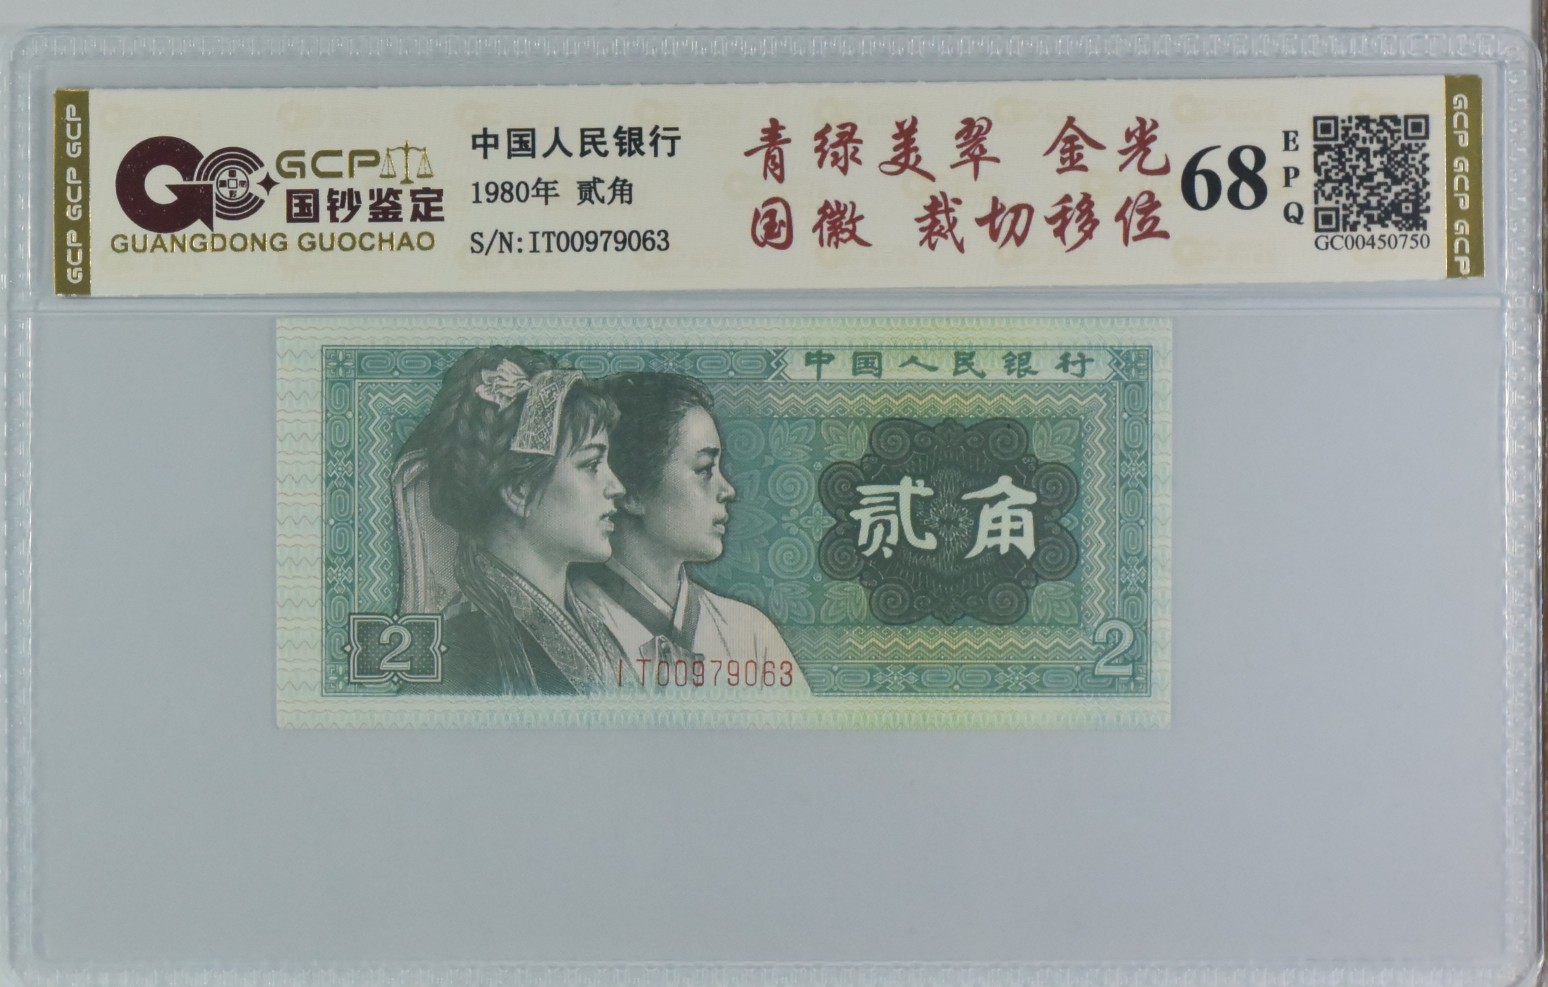 GCP
国钞鉴定
GUANGDONG GUOCHAO
中国人民银行
1980年 贰角
S/N:IT00979063
青绿美翠 金光
国徽 裁切移位
68
EPQ
GC00450750
GCP GCP GCP
GCP GCP GCP
中国人民银行
贰角
2
IT00979063
2